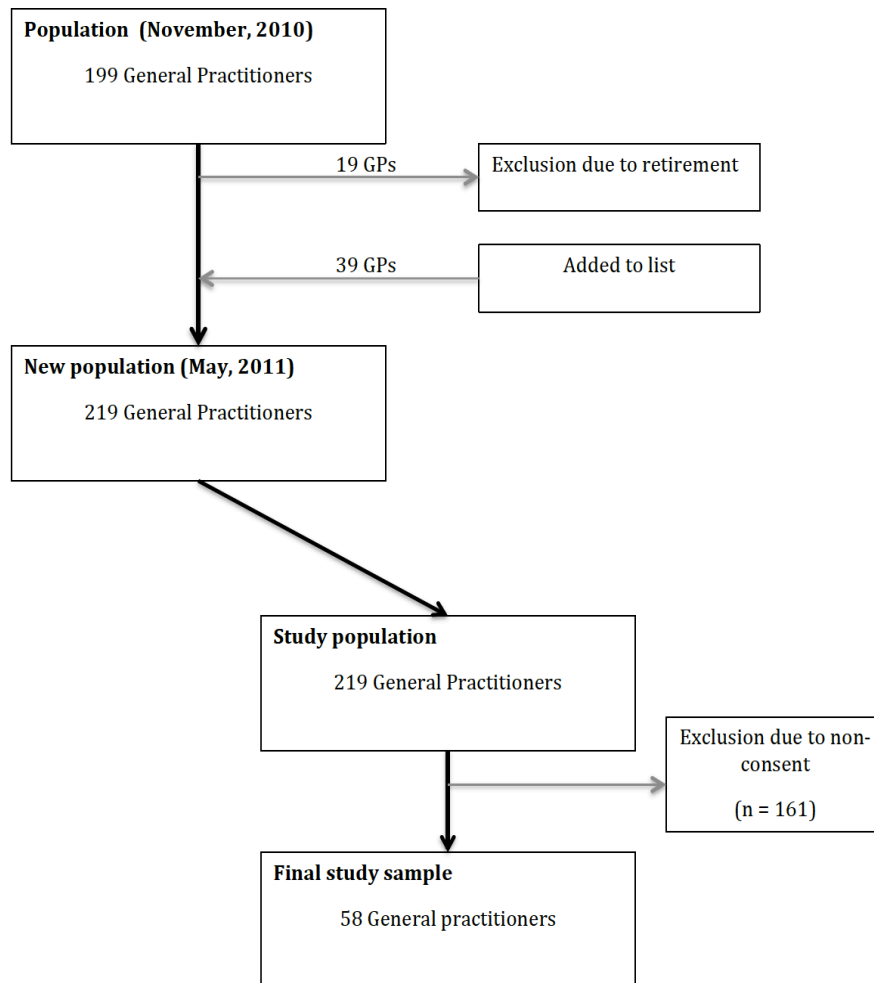 Population (November, 2010)
199 General Practitioners
19 GPs
Exclusion due to retirement
39 GPs
Added to list
New population (May, 2011)
219 General Practitioners
Study population
219 General Practitioners
Exclusion due to non-
consent
(n = 161)
Final study sample
58 General practitioners